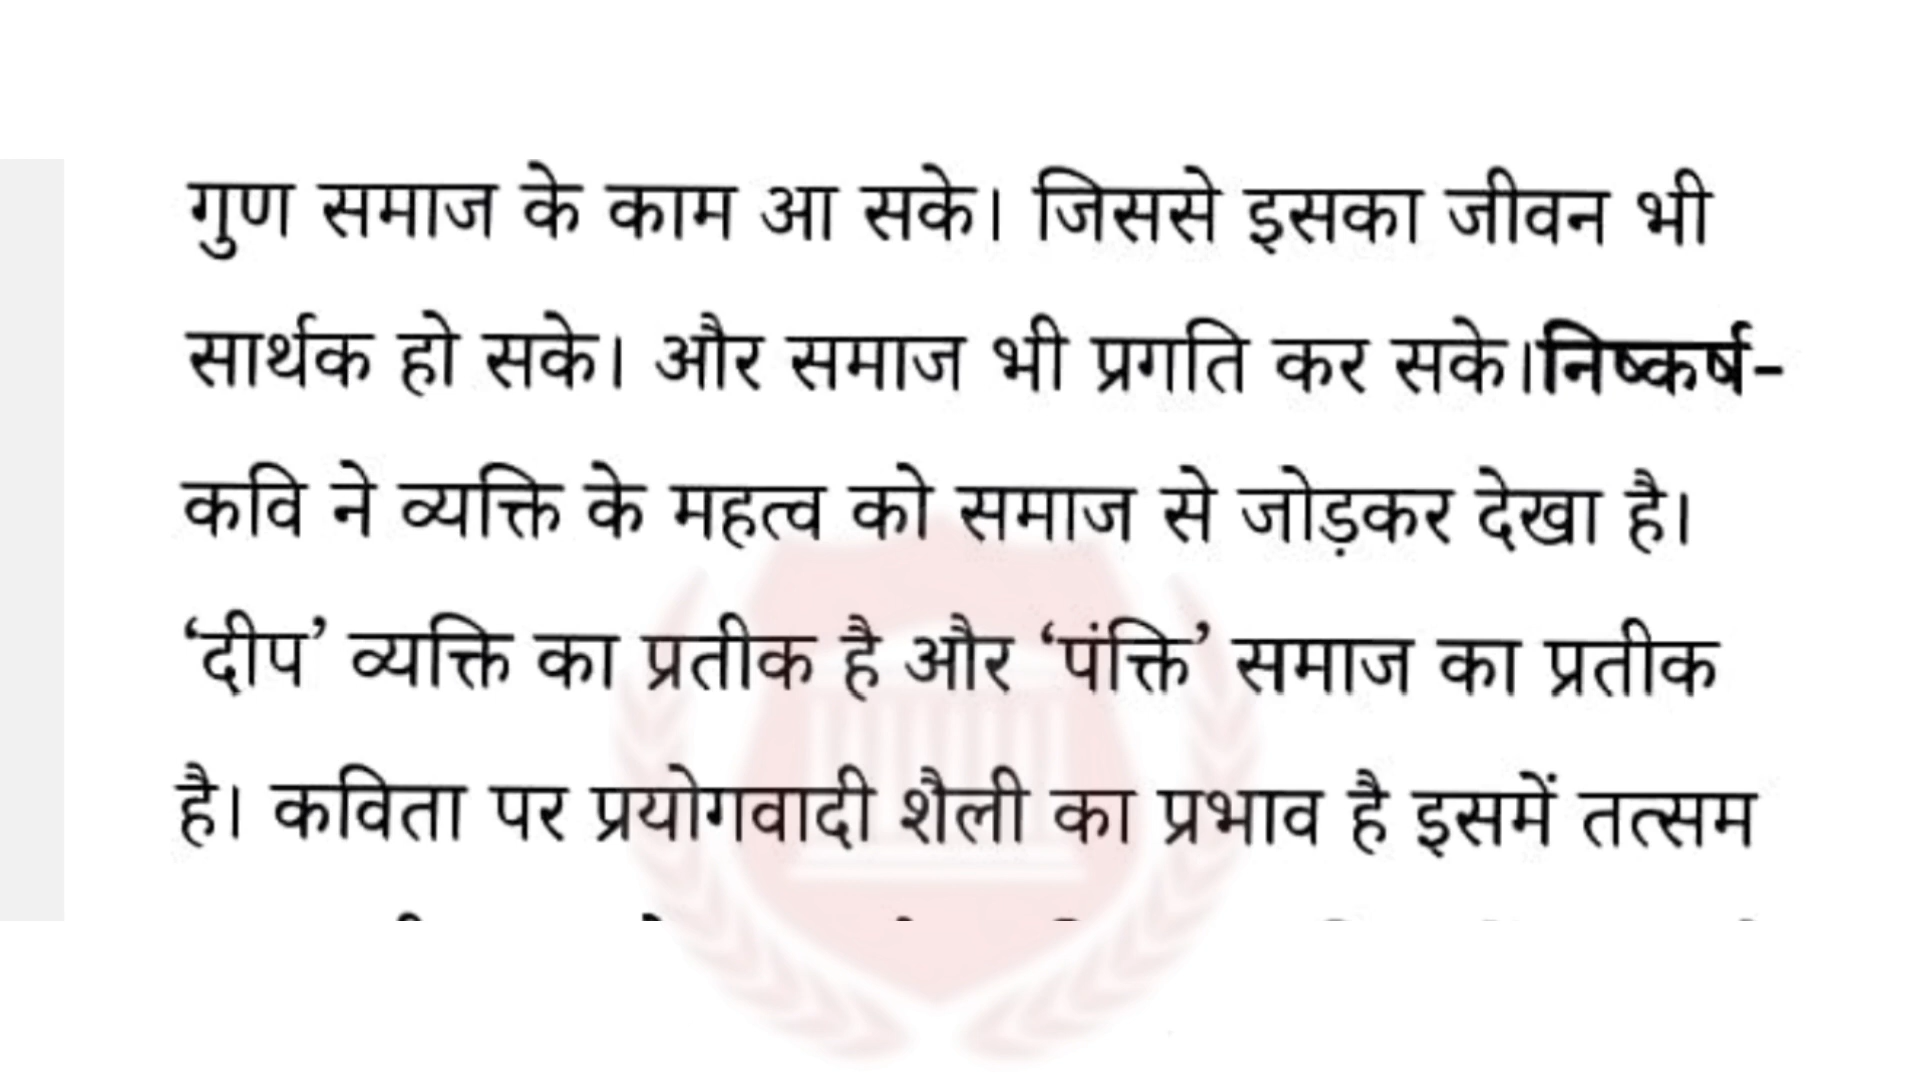 गुण समाज के काम आ सके। जिससे इसका जीवन भी
सार्थक हो सके। और समाज भी प्रगति कर सके।निष्कर्ष-
कवि ने व्यक्ति के महत्व को समाज से जोड़कर देखा है।
‘दीप’ व्यक्ति का प्रतीक है और ‘पंक्ति’ समाज का प्रतीक
है। कविता पर प्रयोगवादी शैली का प्रभाव है इसमें तत्सम